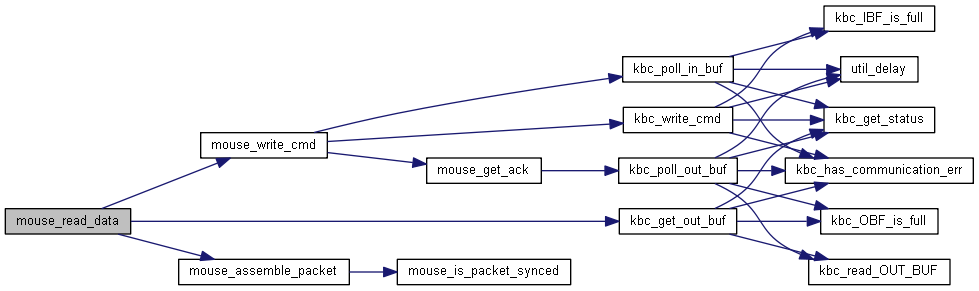 mouse_read_data
mouse_write_cmd
mouse_assemble_packet
mouse_get_ack
mouse_is_packet_synced
kbc_poll_in_buf
kbc_write_cmd
kbc_poll_out_buf
kbc_get_out_buf
kbc_IBF_is_full
util_delay
kbc_get_status
kbc_has_communication_err
kbc_OBF_is_full
kbc_read_OUT_BUF